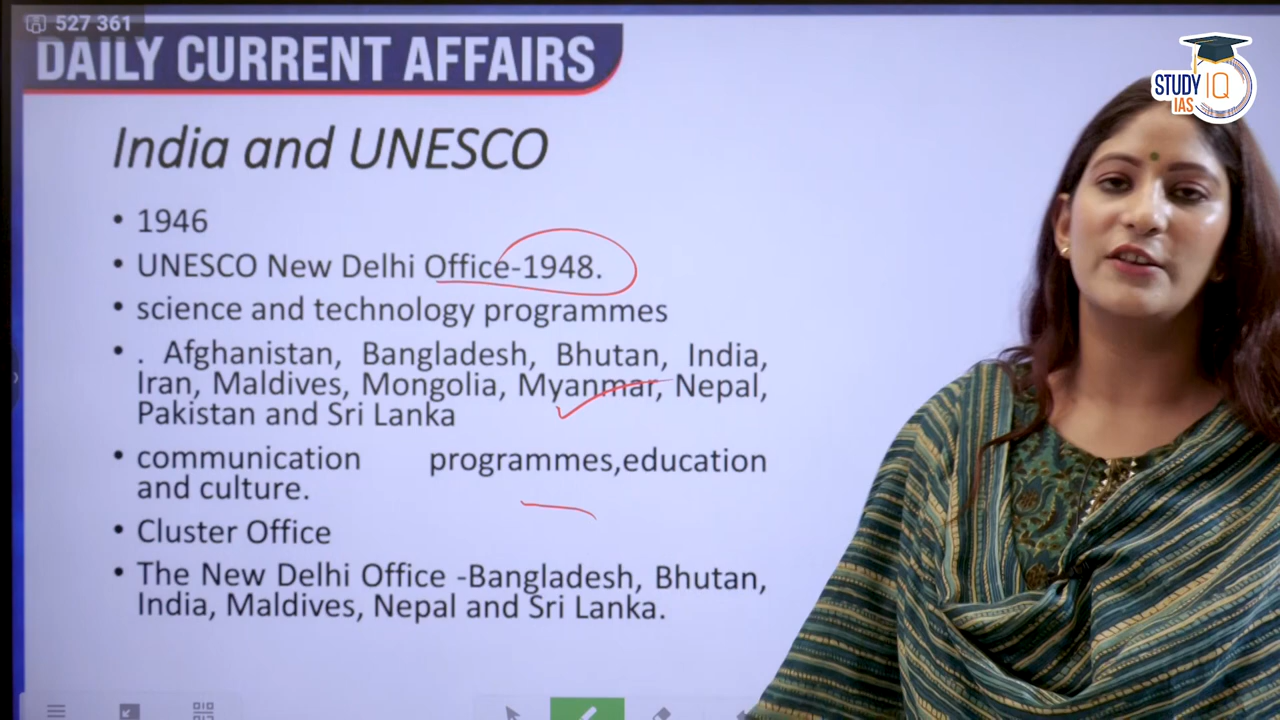 527 361
DAILY CURRENT AFFAIRS
STUDY IQ
IAS
India and UNESCO
• 1946
• UNESCO New Delhi Office-1948.
• science and technology programmes
• . Afghanistan, Bangladesh, Bhutan, India,
Iran, Maldives, Mongolia, Myanmar, Nepal,
Pakistan and Sri Lanka
• communication programmes,education
and culture.
• Cluster Office
• The New Delhi Office -Bangladesh, Bhutan,
India, Maldives, Nepal and Sri Lanka.